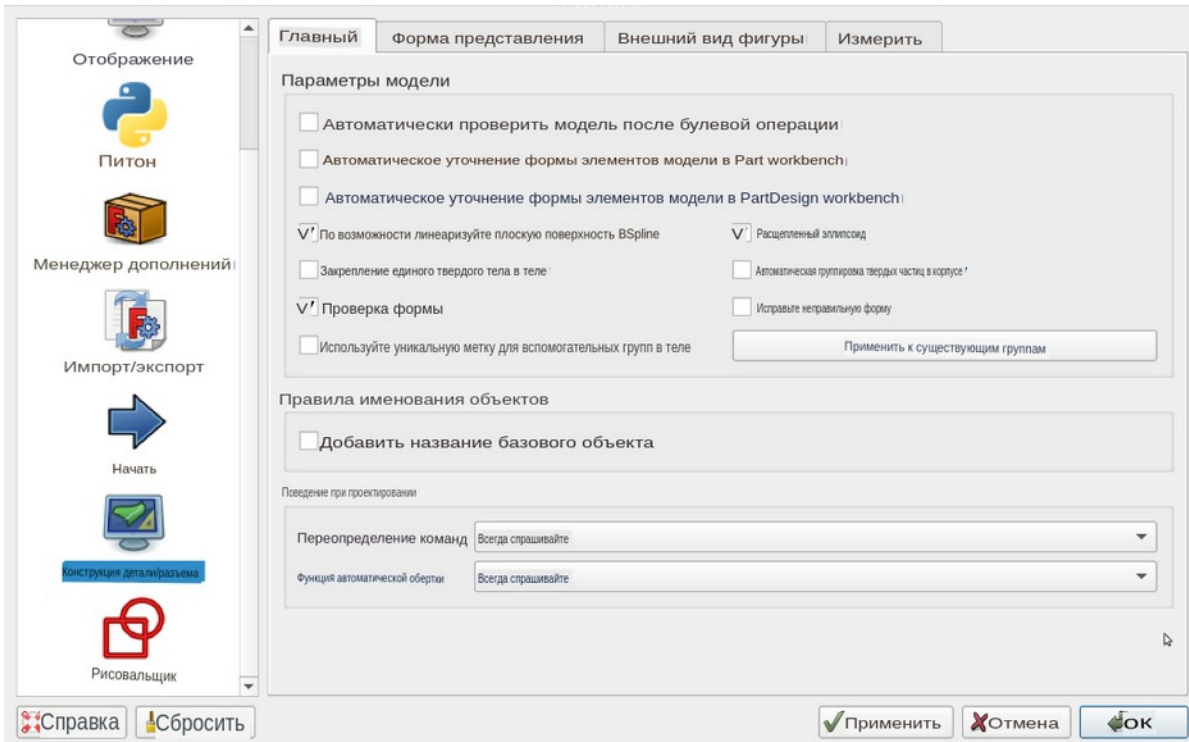 Отображение
Питон
Менеджер дополнений
Импорт/экспорт
Начать
Конструкция детали/разъема
Рисовальщик
Главный
Форма представления
Внешний вид фигуры
Измерить
Параметры модели
Автоматически проверить модель после булевой операции
Автоматическое уточнение формы элементов модели в Part workbench
Автоматическое уточнение формы элементов модели в PartDesign workbench
По возможности линеаризуйте плоскую поверхность BSpline
Расщепленный эллипсоид
Закрепление единого твердого тела в теле
Автоматическая группировка твердых частиц в корпусе
Проверка формы
Исправьте неправильную форму
Используйте уникальную метку для вспомогательных групп в теле
Применить к существующим группам
Правила именования объектов
Добавить название базового объекта
Поведение при проектировании
Переопределение команд
Всегда спрашивайте
Функция автоматической обертки
Всегда спрашивайте
Справка
Сбросить
Применить
Отмена
ОК